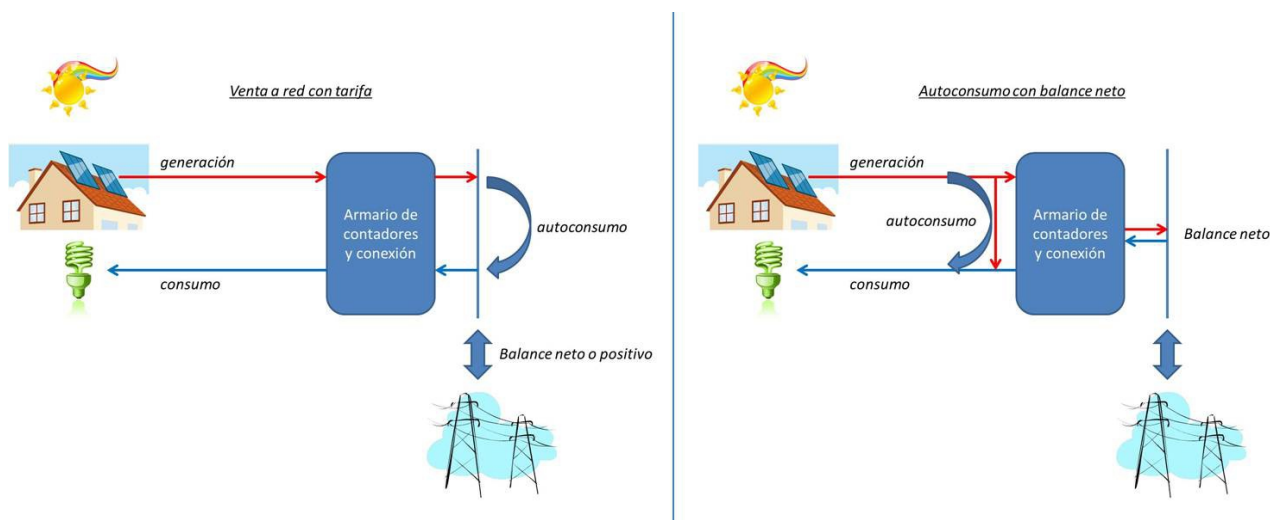 Venta a red con tarifa
generación
Armario de
contadores
y conexión
autoconsumo
consumo
Balance neto o positivo
Autoconsumo con balance neto
generación
autoconsumo
Armario de
contadores
y conexión
Balance neto
consumo